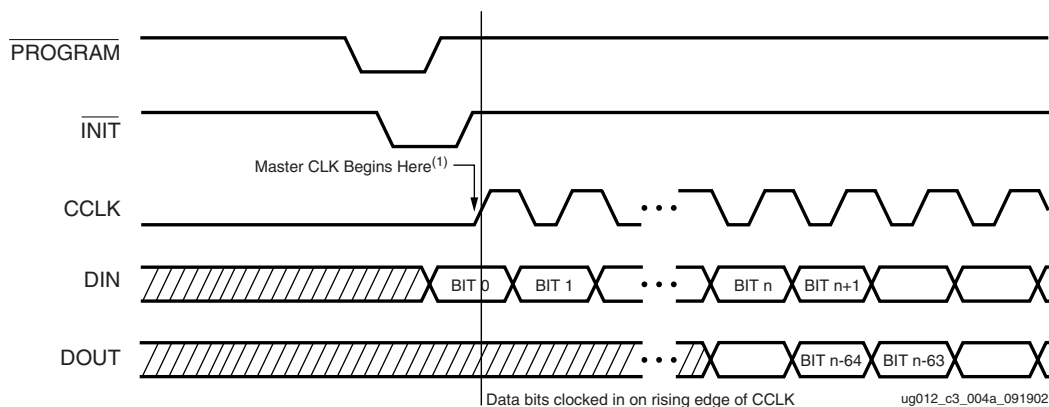 PROGRAM
INIT
Master CLK Begins Here(1)
CCLK
DIN
BIT 0
BIT 1
BIT n
BIT n+1
DOUT
BIT n-64
BIT n-63
Data bits clocked in on rising edge of CCLK
ug012_c3_004a_091902